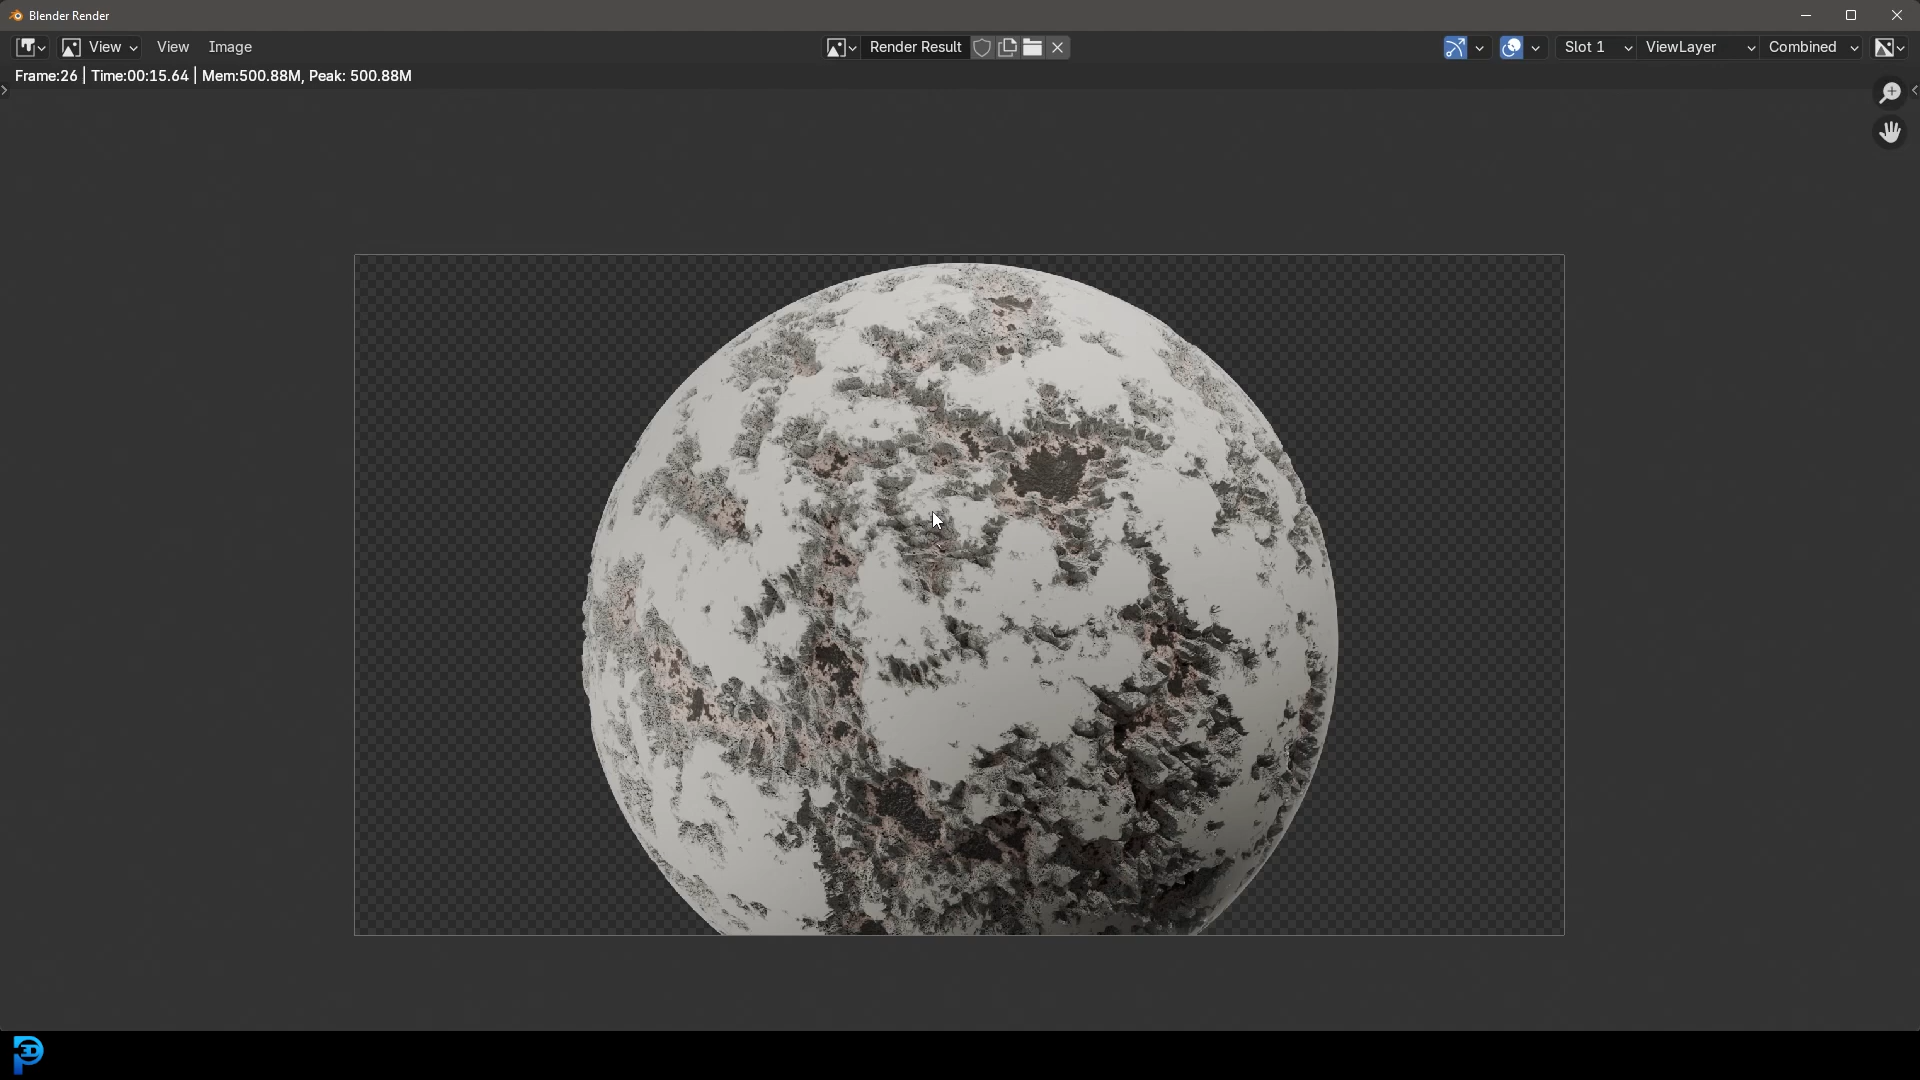 Blender Render
View View Image Render Result Slot 1 ViewLayer Combined
Frame:26 | Time:00:15.64 | Mem:500.88M, Peak: 500.88M
P3D